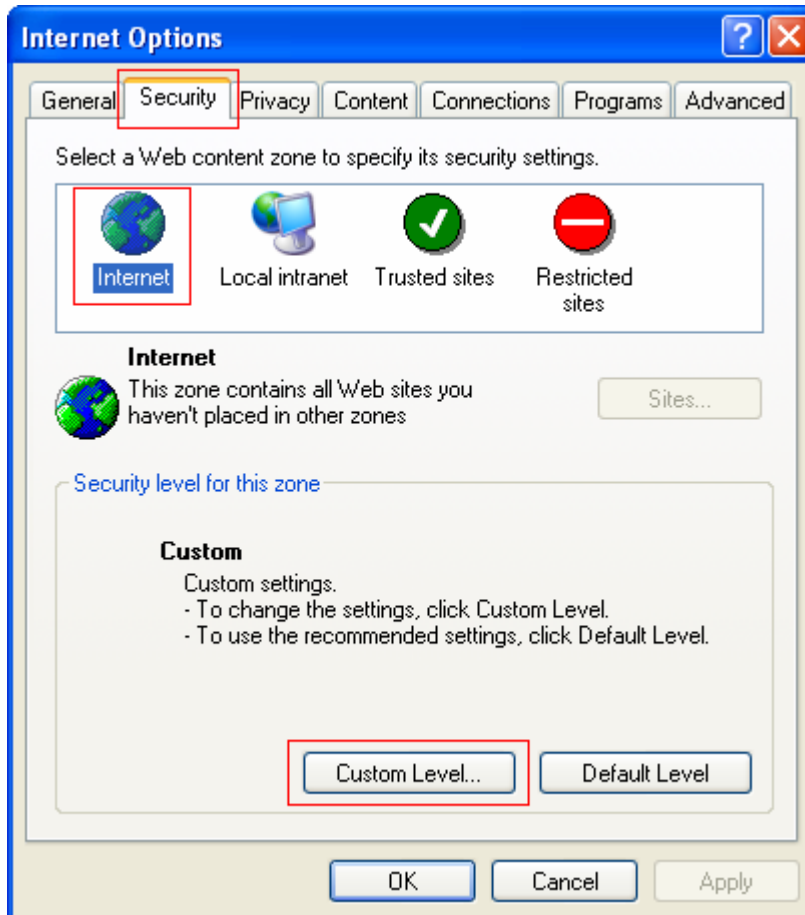 Internet Options
General Security Privacy Content Connections Programs Advanced
Select a Web content zone to specify its security settings.
Internet Local intranet Trusted sites Restricted
sites
Internet
This zone contains all Web sites you
haven't placed in other zones
Sites...
Security level for this zone
Custom
Custom settings.
- To change the settings, click Custom Level.
- To use the recommended settings, click Default Level.
Custom Level... Default Level
OK Cancel Apply